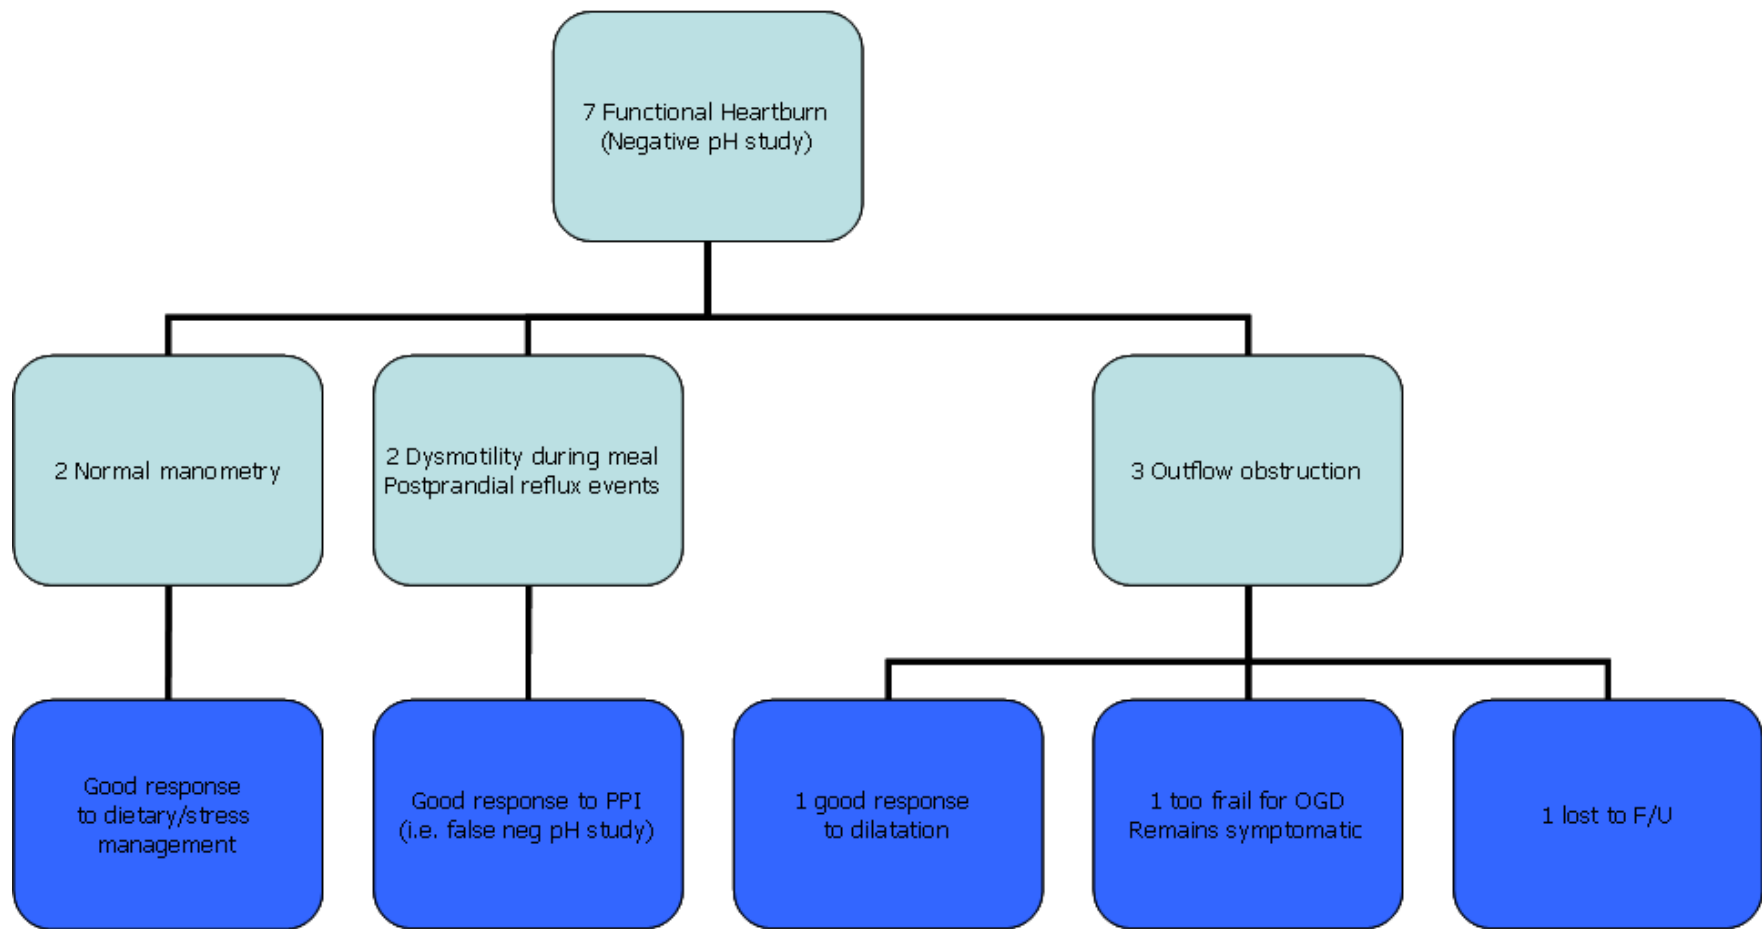 7 Functional Heartburn
(Negative pH study)
2 Normal manometry
2 Dysmotility during meal
Postprandial reflux events
3 Outflow obstruction
Good response
to dietary/stress
management
Good response to PPI
(i.e. false neg pH study)
1 good response
to dilatation
1 too frail for OGD
Remains symptomatic
1 lost to F/U